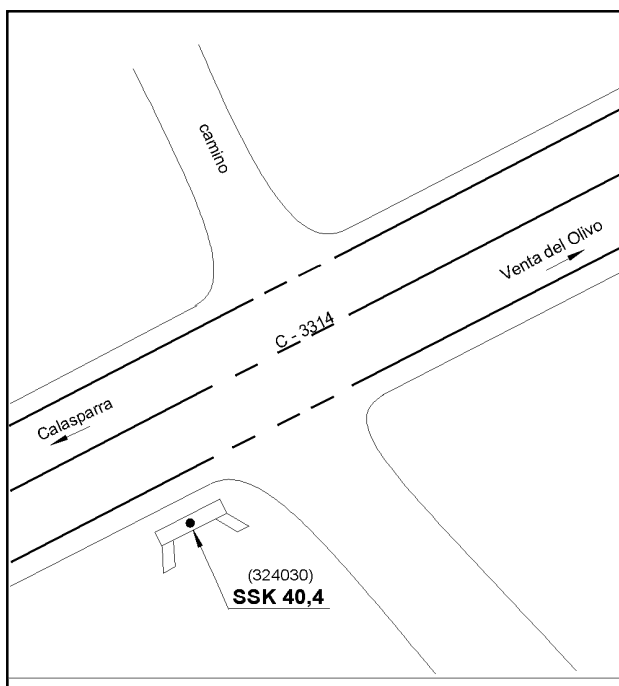 camino
Venta del Olivo
C - 3314
Calasparra
(324030)
SSK 40,4